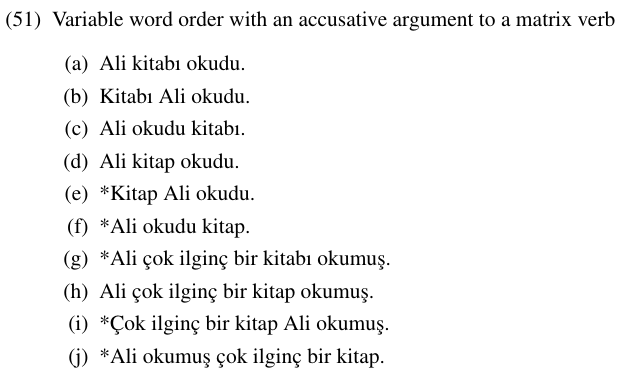 (51) Variable word order with an accusative argument to a matrix verb
(a) Ali kitabı okudu.
(b) Kitabı Ali okudu.
(c) Ali okudu kitabı.
(d) Ali kitap okudu.
(e) *Kitap Ali okudu.
(f) *Ali okudu kitap.
(g) *Ali çok ilginç bir kitabı okumuş.
(h) Ali çok ilginç bir kitap okumuş.
(i) *Çok ilginç bir kitap Ali okumuş.
(j) *Ali okumuş çok ilginç bir kitap.